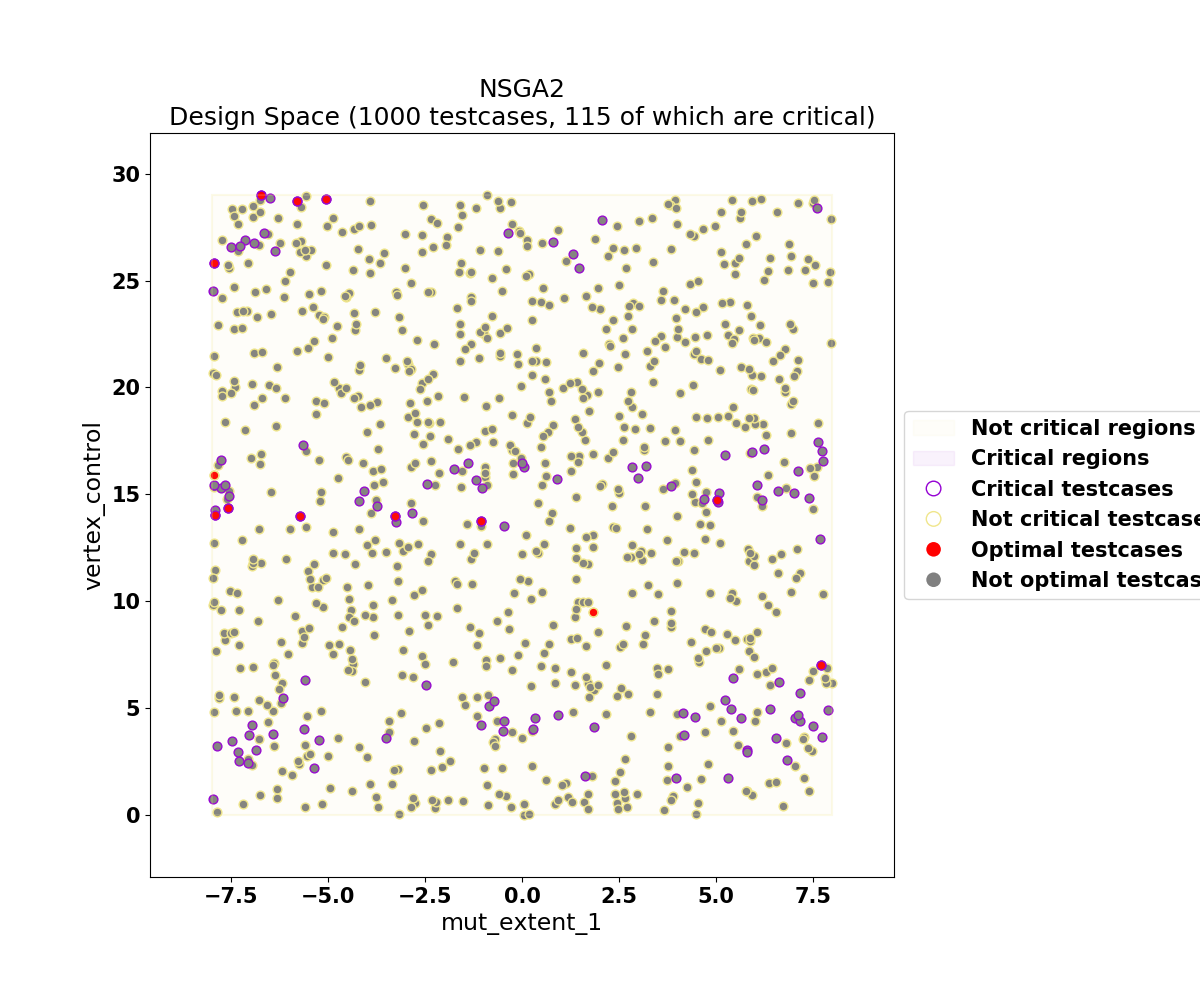 NSGA2
Design Space (1000 testcases, 115 of which are critical)
30
25
20
15
10
5
0
vertex_control
−7.5 −5.0 −2.5 0.0 2.5 5.0 7.5
mut_extent_1
Not critical regions
Critical regions
Critical testcases
Not critical testcase
Optimal testcases
Not optimal testcas